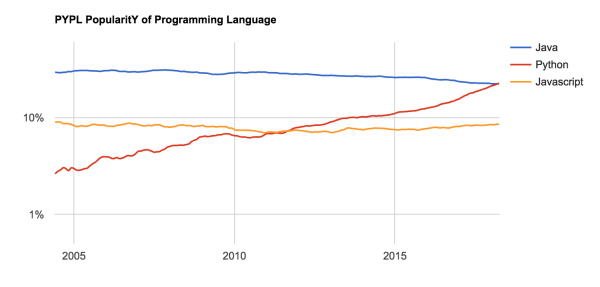 PYPL PopularitY of Programming Language
Java
Python
Javascript
10%
1%
2005
2010
2015